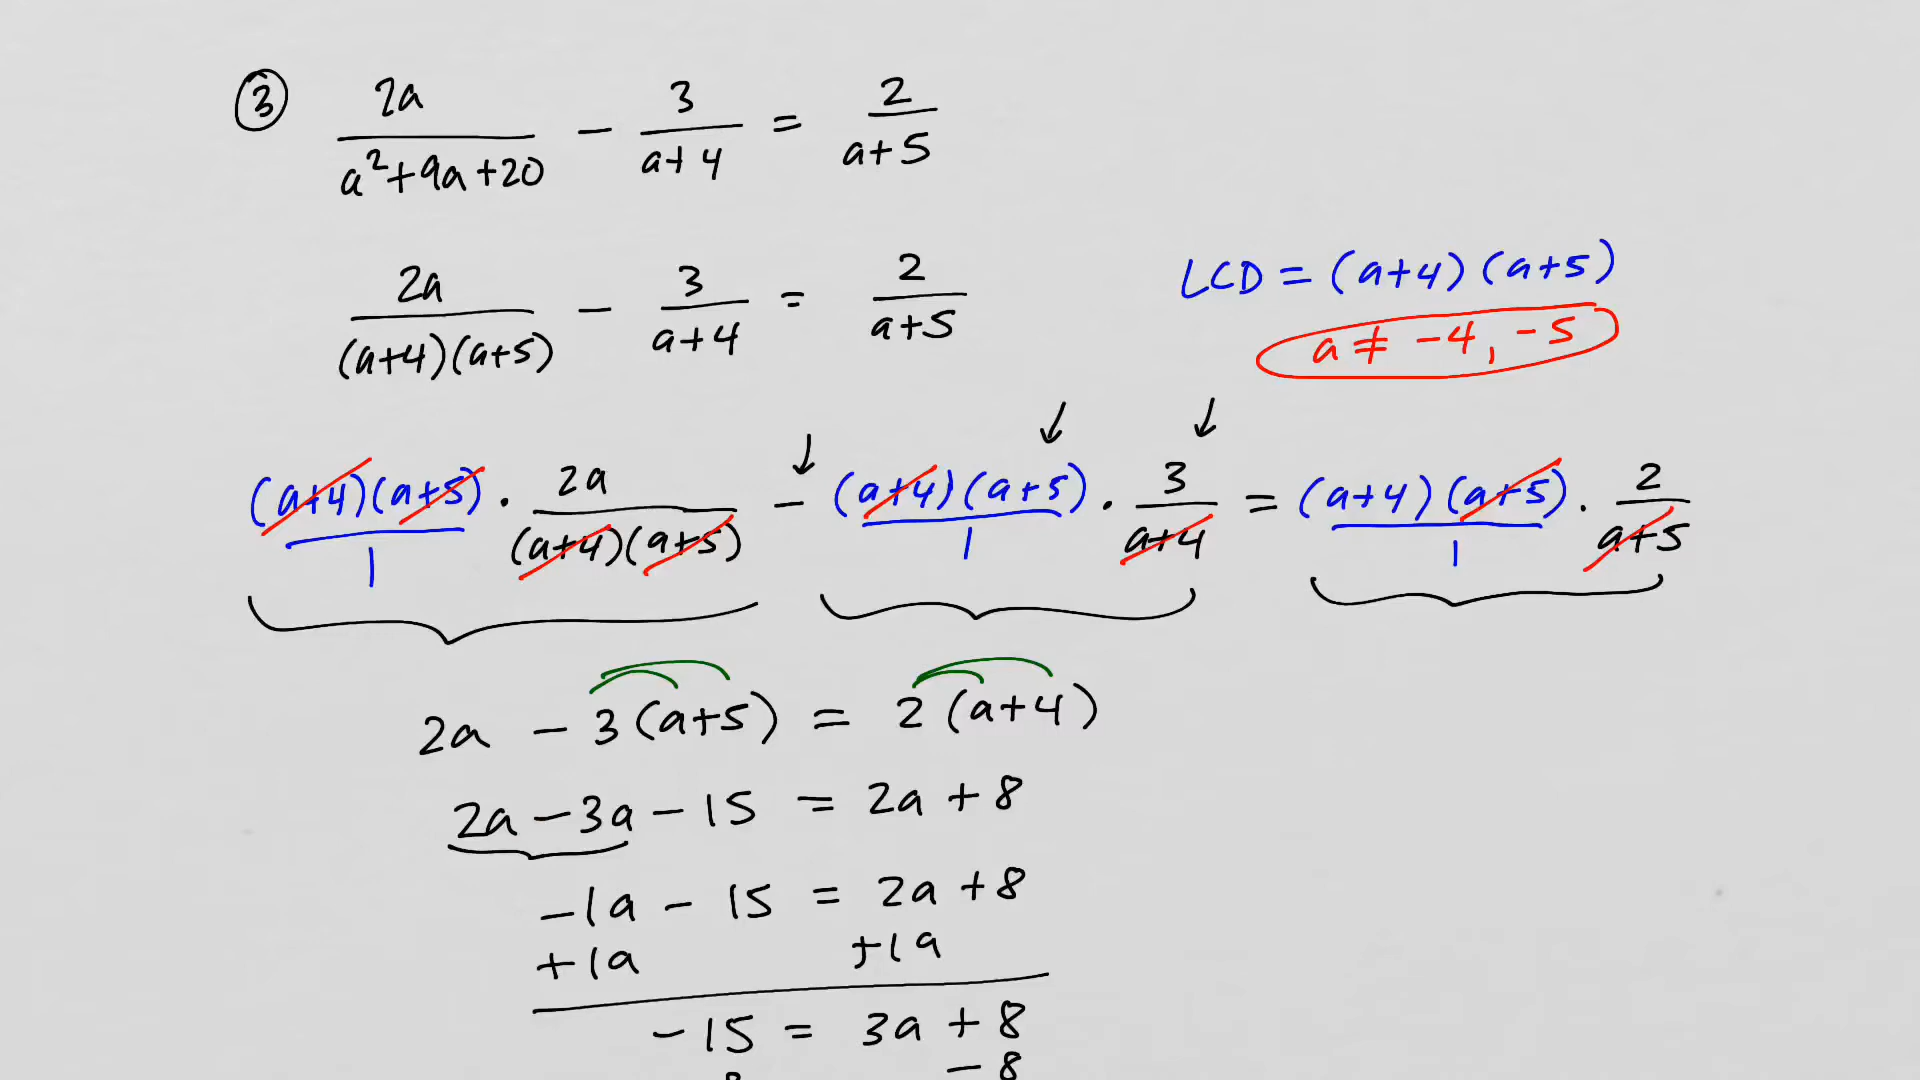 ③ 2a/(a²+9a+20) − 3/(a+4) = 2/(a+5)
2a/((a+4)(a+5)) − 3/(a+4) = 2/(a+5)
LCD = (a+4)(a+5)
a ≠ −4, −5
(a+4)(a+5)/1 · 2a/((a+4)(a+5)) − (a+4)(a+5)/1 · 3/(a+4) = (a+4)(a+5)/1 · 2/(a+5)
2a − 3(a+5) = 2(a+4)
2a − 3a − 15 = 2a + 8
−1a − 15 = 2a + 8
+1a +1a
−15 = 3a + 8
− 8